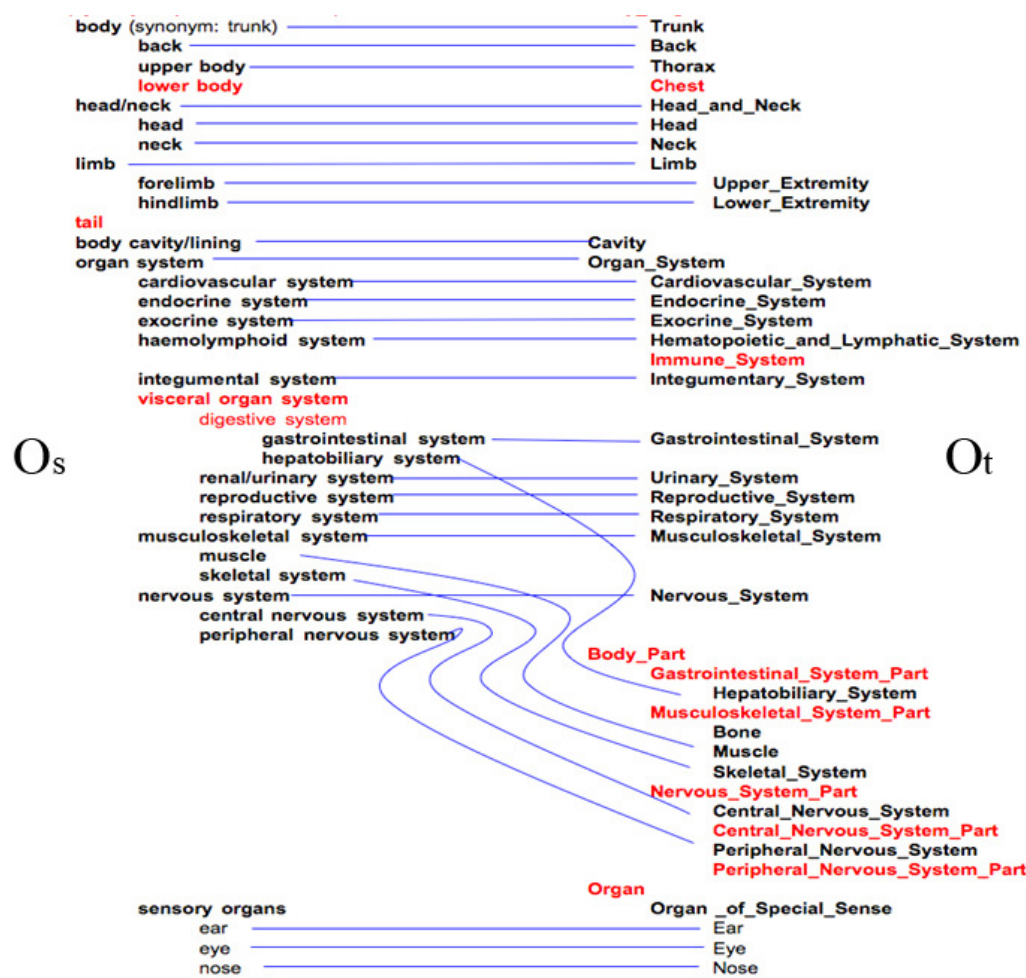 body (synonym: trunk) Trunk
back Back
upper body Thorax
lower body Chest
head/neck Head_and_Neck
head Head
neck Neck
limb Limb
forelimb Upper_Extremity
hindlimb Lower_Extremity
tail
body cavity/lining Cavity
organ system Organ_System
cardiovascular system Cardiovascular_System
endocrine system Endocrine_System
exocrine system Exocrine_System
haemolymphoid system Hematopoietic_and_Lymphatic_System
Immune_System
integumental system Integumentary_System
visceral organ system
digestive system
gastrointestinal system Gastrointestinal_System
Os hepatobiliary system Ot
renal/urinary system Urinary_System
reproductive system Reproductive_System
respiratory system Respiratory_System
musculoskeletal system Musculoskeletal_System
muscle
skeletal system
nervous system Nervous_System
central nervous system
peripheral nervous system
Body_Part
Gastrointestinal_System_Part
Hepatobiliary_System
Musculoskeletal_System_Part
Bone
Muscle
Skeletal_System
Nervous_System_Part
Central_Nervous_System
Central_Nervous_System_Part
Peripheral_Nervous_System
Peripheral_Nervous_System_Part
Organ
sensory organs Organ _of_Special_Sense
ear Ear
eye Eye
nose Nose